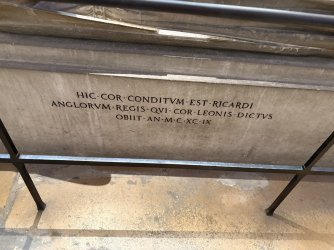 HIC·COR·CONDITVM·EST·RICARDI
ANGLORVM·REGIS·QVI·COR·LEONIS·DICTVS
OBIIT·AN·M·C·XC·IX